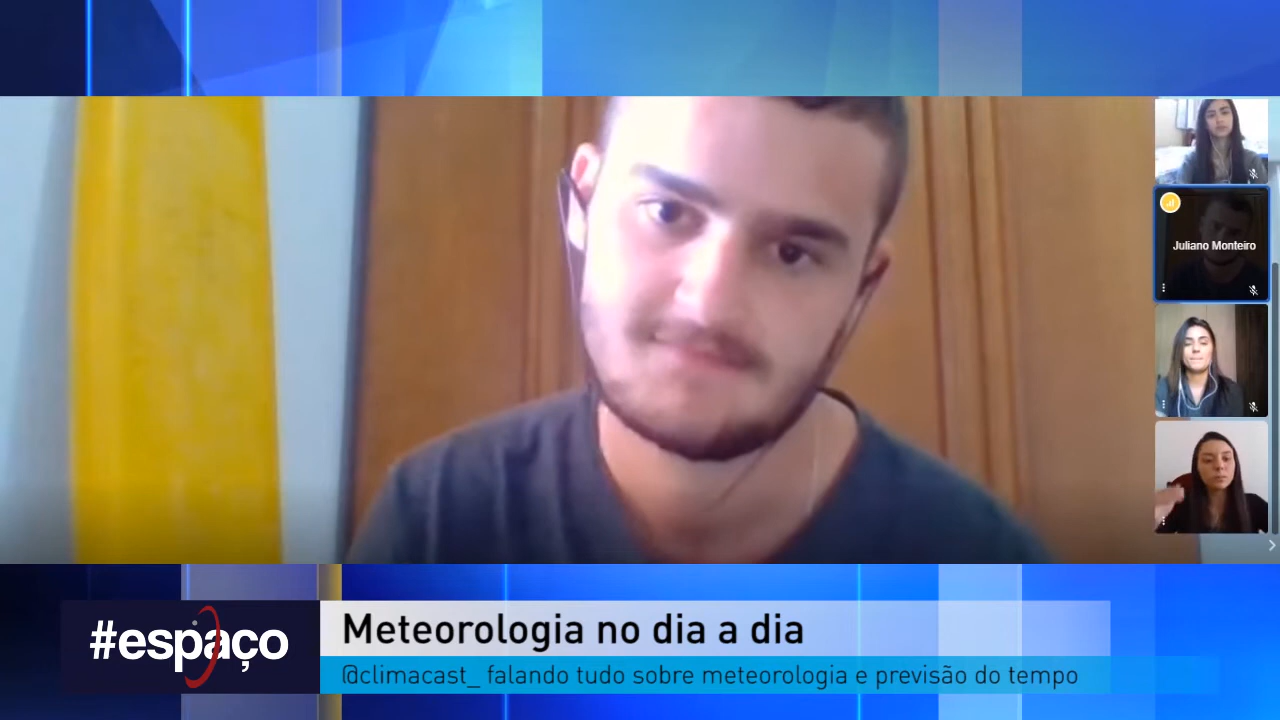 Juliano Monteiro
#espaço
Meteorologia no dia a dia
@climacast_ falando tudo sobre meteorologia e previsão do tempo